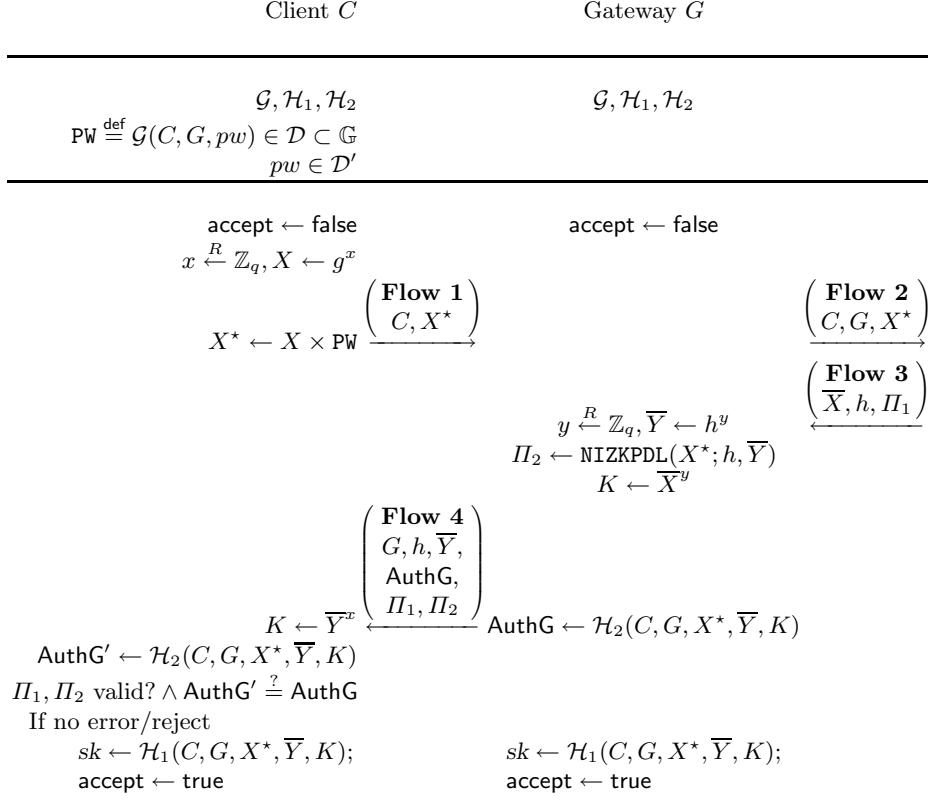 Client C Gateway G
𝒢, ℋ₁, ℋ₂ 𝒢, ℋ₁, ℋ₂
PW def= 𝒢(C, G, pw) ∈ 𝒟 ⊂ 𝔾
pw ∈ 𝒟′
accept ← false accept ← false
x ←R ℤq, X ← gˣ
Flow 1 Flow 2
C, X⋆ C, G, X⋆
X⋆ ← X × PW
Flow 3
X̅, h, Π₁
y ←R ℤq, Y̅ ← hʸ
Π₂ ← NIZKPDL(X⋆; h, Y̅)
K ← X̅ʸ
Flow 4
G, h, Y̅,
AuthG,
Π₁, Π₂
K ← Y̅ˣ AuthG ← ℋ₂(C, G, X⋆, Y̅, K)
AuthG′ ← ℋ₂(C, G, X⋆, Y̅, K)
Π₁, Π₂ valid? ∧ AuthG′ ?= AuthG
If no error/reject
sk ← ℋ₁(C, G, X⋆, Y̅, K); sk ← ℋ₁(C, G, X⋆, Y̅, K);
accept ← true accept ← true